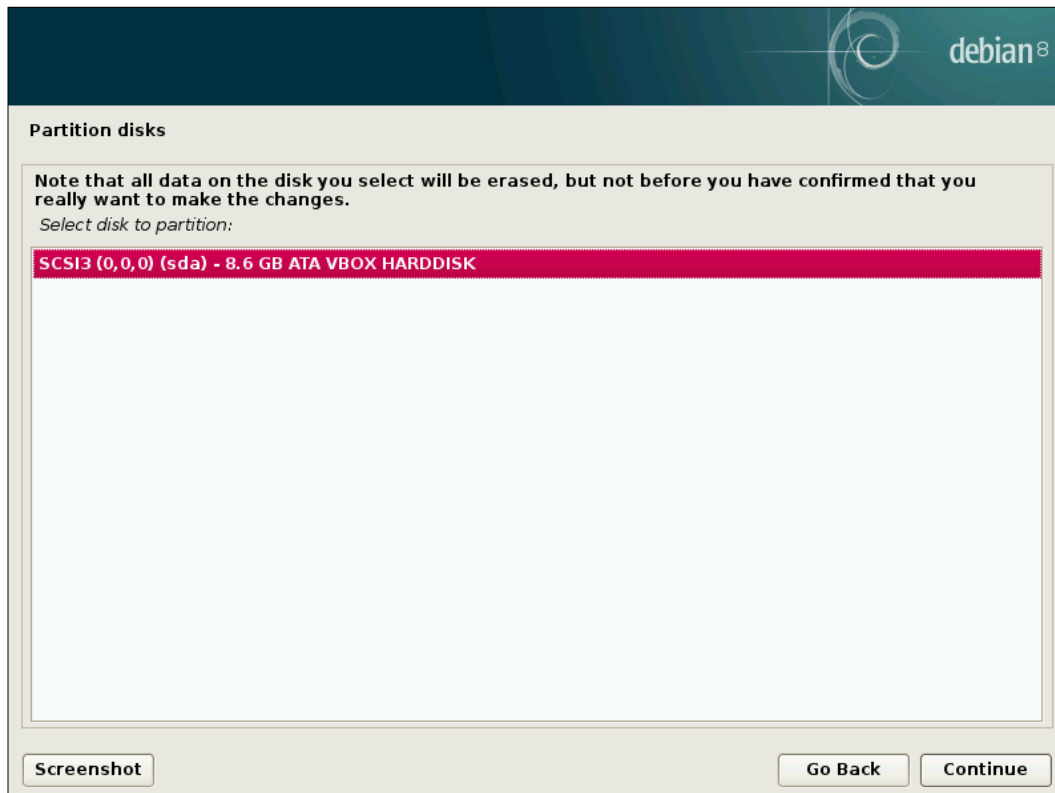 debian 8
Partition disks
Note that all data on the disk you select will be erased, but not before you have confirmed that you
really want to make the changes.
Select disk to partition:
SCSI3 (0,0,0) (sda) - 8.6 GB ATA VBOX HARDDISK
Screenshot
Go Back
Continue